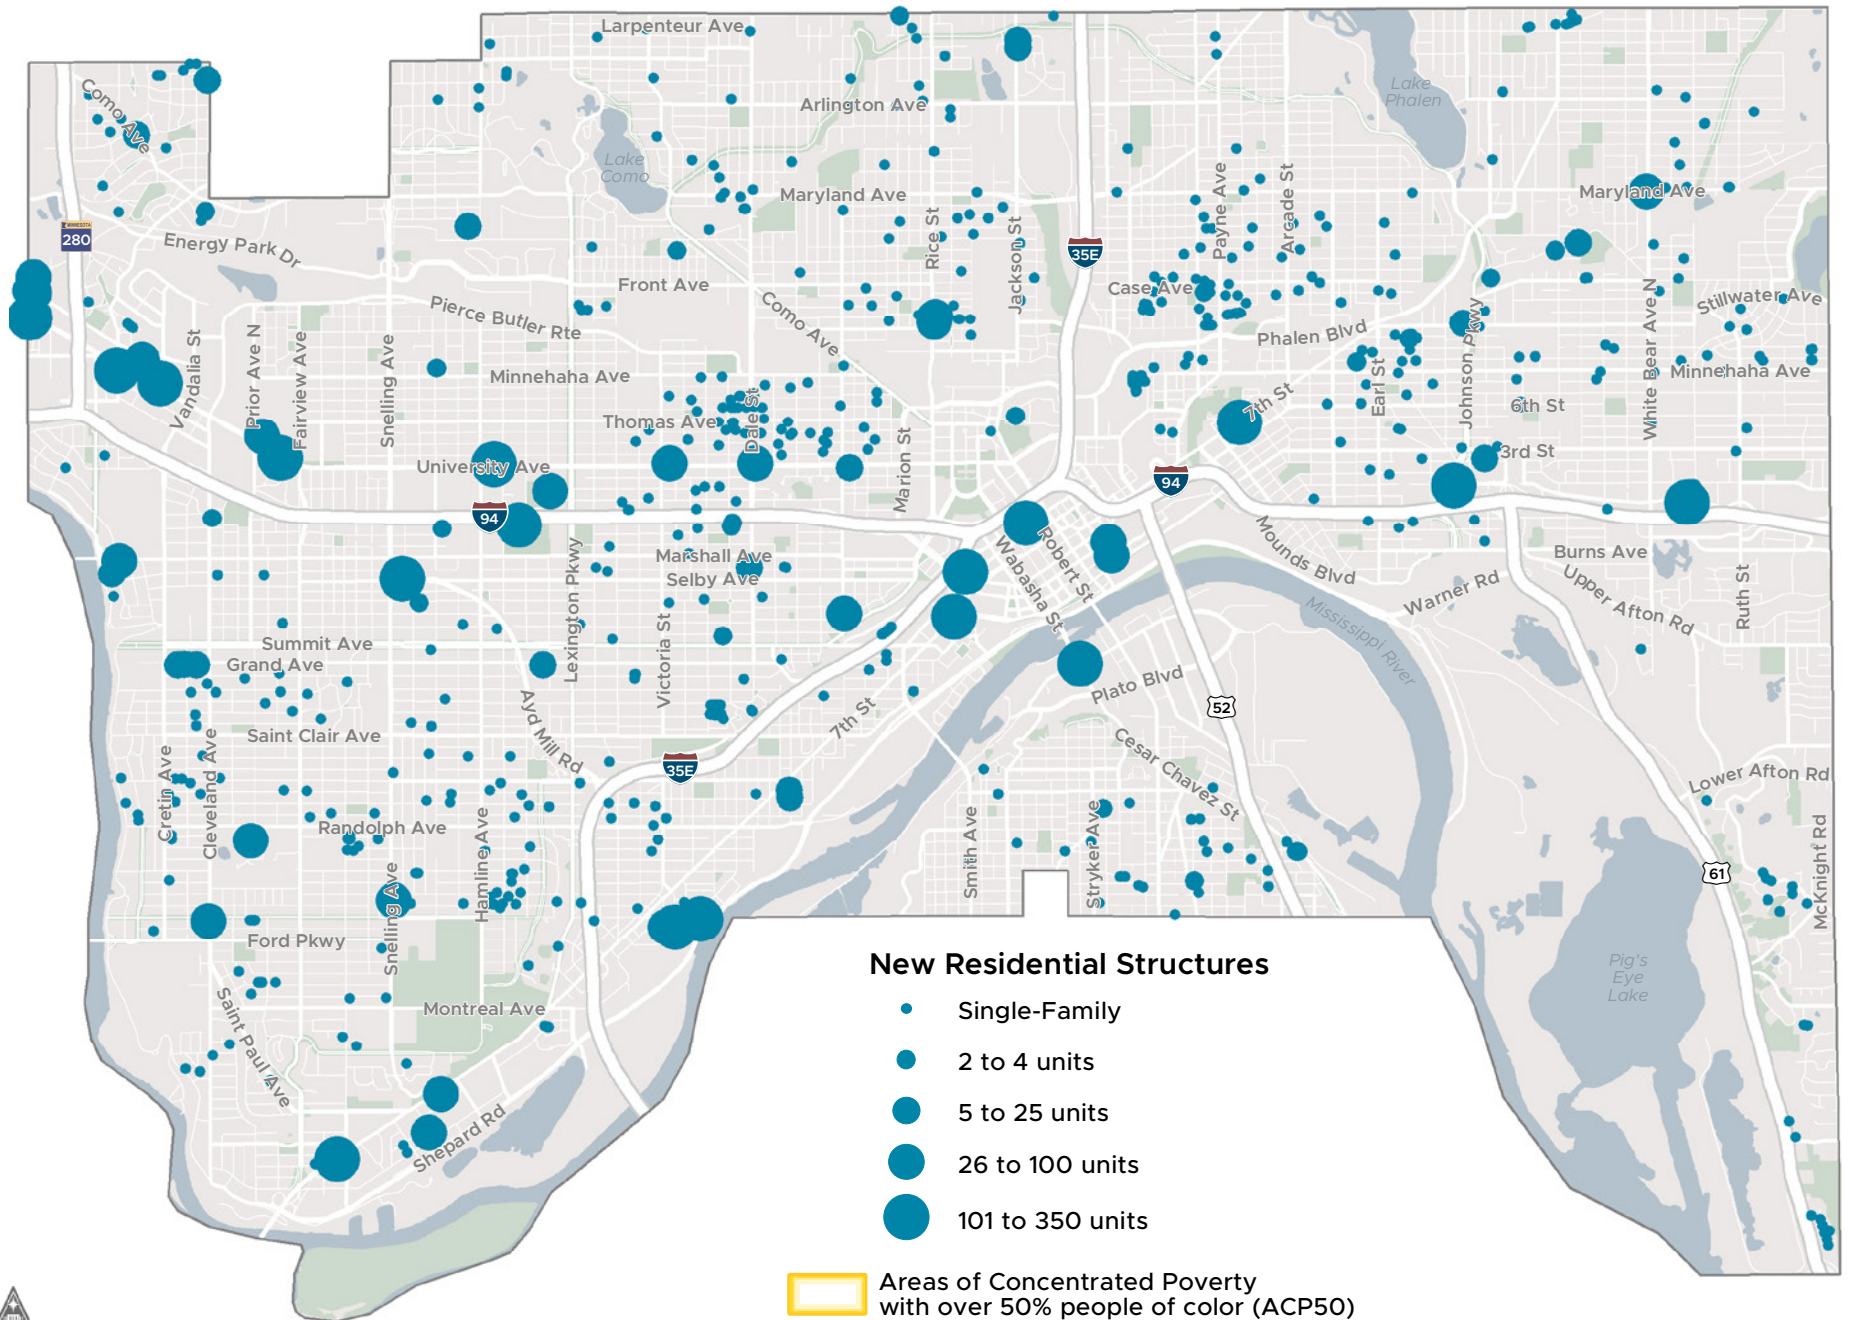 Larpenteur Ave
Como Ave
Lake
Phalen
Arlington Ave
Lake
Como
Maryland Ave
Payne Ave
Arcade St
Maryland Ave
MINNESOTA
280
Energy Park Dr
Rice St
Jackson St
35E
Front Ave
Case Ave
Pierce Butler Rte
Como Ave
Stillwater Ave
White Bear Ave N
Johnson Pkwy
Phalen Blvd
Vandalia St
Prior Ave N
Fairview Ave
Snelling Ave
Minnehaha Ave
Minnehaha Ave
Earl St
7th St
6th St
Thomas Ave
Dale St
Marion St
3rd St
University Ave
94
94
Lexington Pkwy
Marshall Ave
Selby Ave
Wabasha St
Robert St
Mounds Blvd
Burns Ave
Upper Afton Rd
Ruth St
Warner Rd
Mississippi River
Summit Ave
Grand Ave
Victoria St
Plato Blvd
52
Ayd Mill Rd
7th St
Saint Clair Ave
Cretin Ave
Cleveland Ave
35E
Cesar Chavez St
Lower Afton Rd
Randolph Ave
Hamline Ave
Smith Ave
Stryker Ave
McKnight Rd
61
Snelling Ave
Ford Pkwy
Saint Paul Ave
Montreal Ave
Shepard Rd
Pig's
Eye
Lake
New Residential Structures
Single-Family
2 to 4 units
5 to 25 units
26 to 100 units
101 to 350 units
Areas of Concentrated Poverty
with over 50% people of color (ACP50)